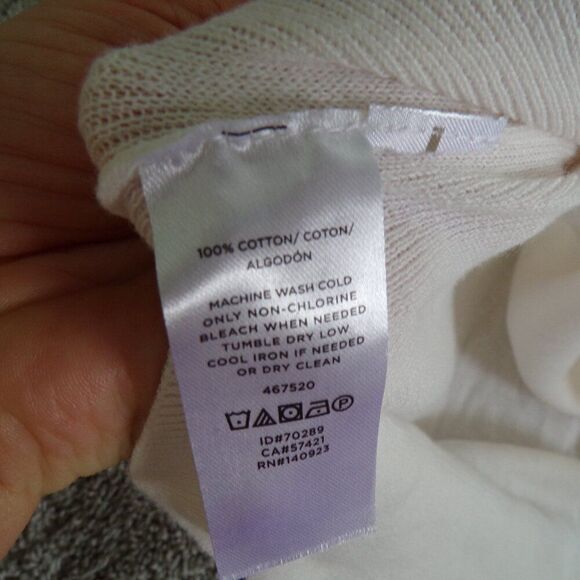 100% COTTON/ COTON/
ALGODÓN
MACHINE WASH COLD
ONLY NON-CHLORINE
BLEACH WHEN NEEDED
TUMBLE DRY LOW
COOL IRON IF NEEDED
OR DRY CLEAN
467520
P
ID#70289
CA#57421
RN#140923